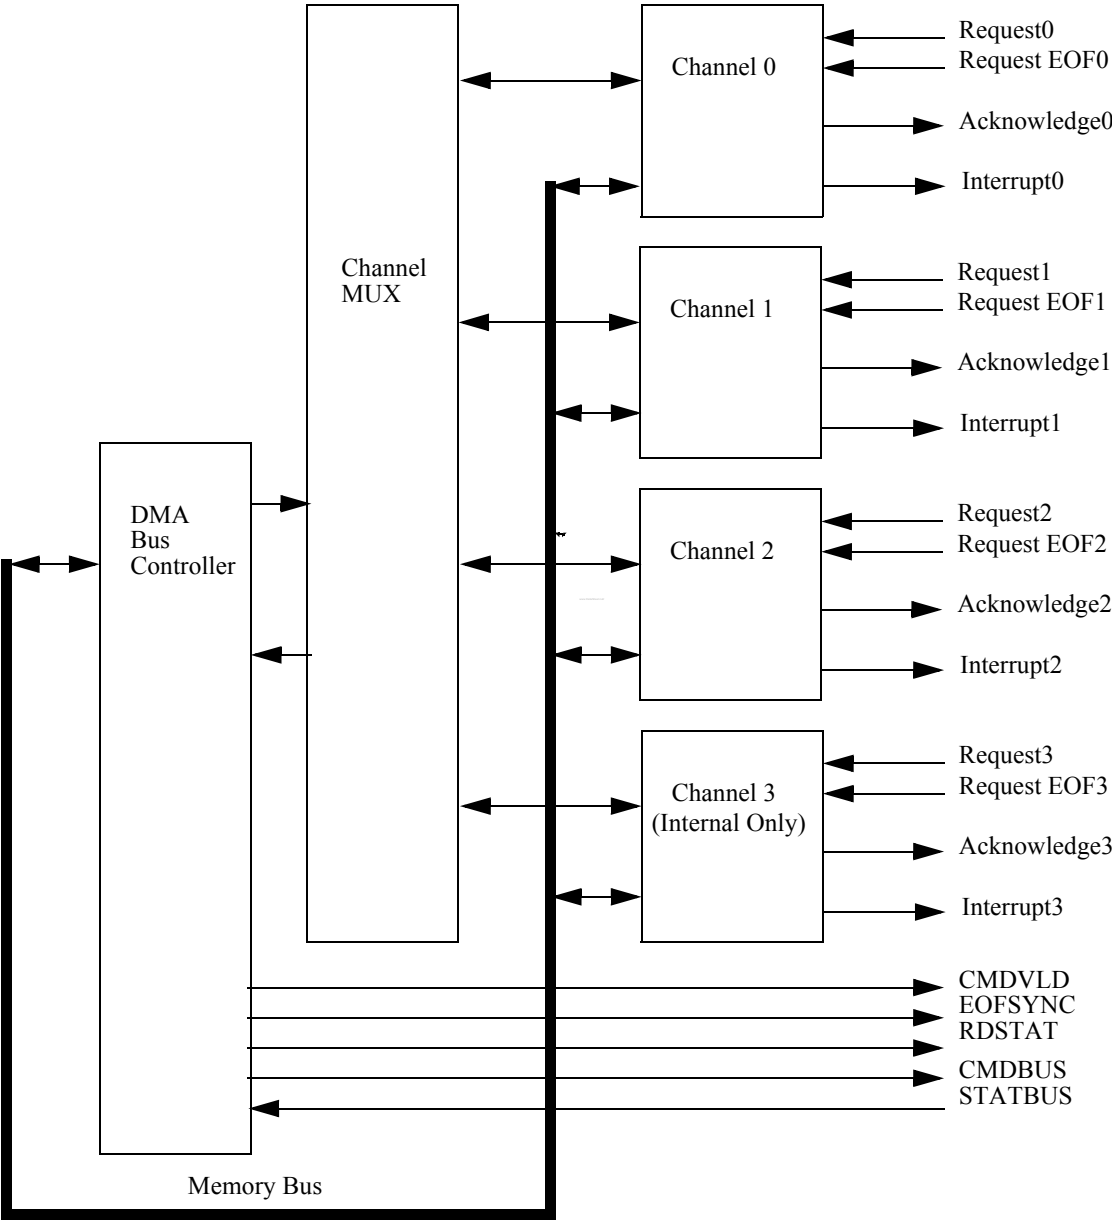 Channel 0
Request0
Request EOF0
Acknowledge0
Interrupt0
Channel
MUX
Channel 1
Request1
Request EOF1
Acknowledge1
Interrupt1
DMA
Bus
Controller
Channel 2
Request2
Request EOF2
Acknowledge2
Interrupt2
Channel 3
(Internal Only)
Request3
Request EOF3
Acknowledge3
Interrupt3
CMDVLD
EOFSYNC
RDSTAT
CMDBUS
STATBUS
Memory Bus